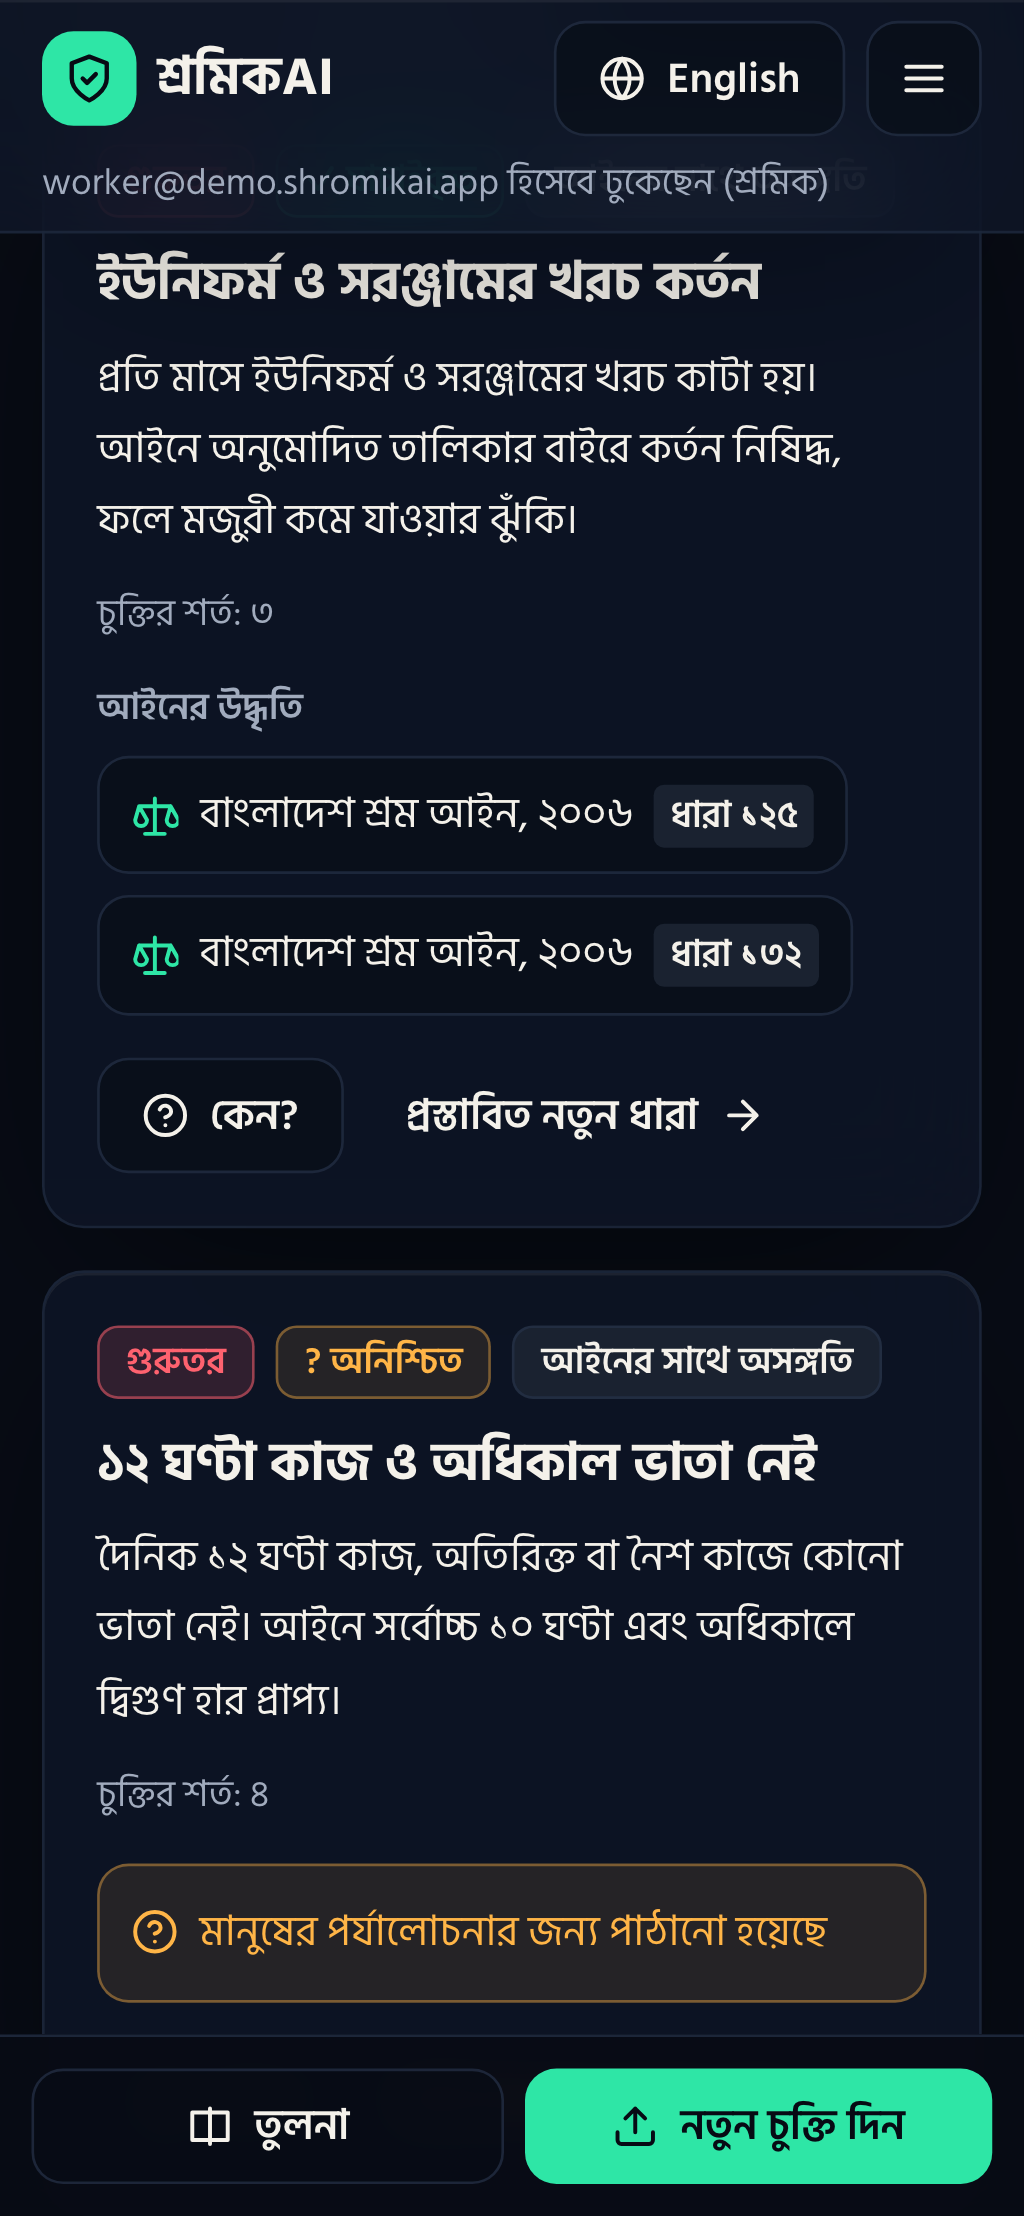 শ্রমিকAI
English
worker@demo.shromikai.app হিসেবে ঢুকেছেন (শ্রমিক)
ইউনিফর্ম ও সরঞ্জামের খরচ কর্তন
প্রতি মাসে ইউনিফর্ম ও সরঞ্জামের খরচ কাটা হয়।
আইনে অনুমোদিত তালিকার বাইরে কর্তন নিষিদ্ধ,
ফলে মজুরী কমে যাওয়ার ঝুঁকি।
চুক্তির শর্ত: ৩
আইনের উদ্ধৃতি
বাংলাদেশ শ্রম আইন, ২০০৬ ধারা ১২৫
বাংলাদেশ শ্রম আইন, ২০০৬ ধারা ১৩২
কেন? প্রস্তাবিত নতুন ধারা →
গুরুতর ? অনিশ্চিত আইনের সাথে অসঙ্গতি
১২ ঘণ্টা কাজ ও অধিকাল ভাতা নেই
দৈনিক ১২ ঘণ্টা কাজ, অতিরিক্ত বা নৈশ কাজে কোনো
ভাতা নেই। আইনে সর্বোচ্চ ১০ ঘণ্টা এবং অধিকালে
দ্বিগুণ হার প্রাপ্য।
চুক্তির শর্ত: ৪
মানুষের পর্যালোচনার জন্য পাঠানো হয়েছে
তুলনা
নতুন চুক্তি দিন